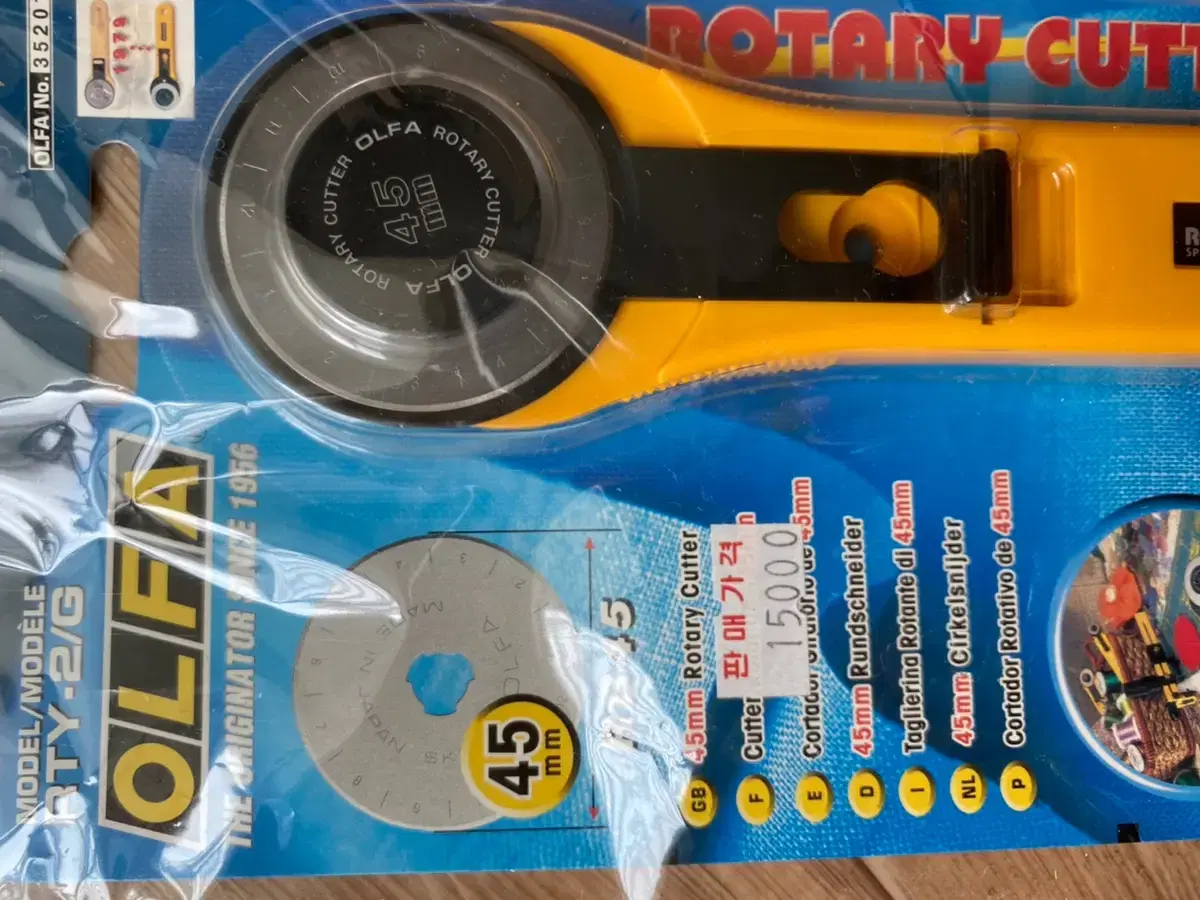 ROTARY CUTT
OLFA No. 3520
1979
OLFA ROTARY CUTTER OLFA ROTARY CUTTER
45
mm
MODEL/MODÈLE
RTY-2/G
OLFA
THE ORIGINATOR SINCE 1956
45
mm
45
판매가격
15000
GB 45mm Rotary Cutter
F Cutter
E
D 45mm Rundschneider
I Taglierina Rotante di 45mm
NL 45mm Cirkelsnijder
P Cortador Rotativo de 45mm